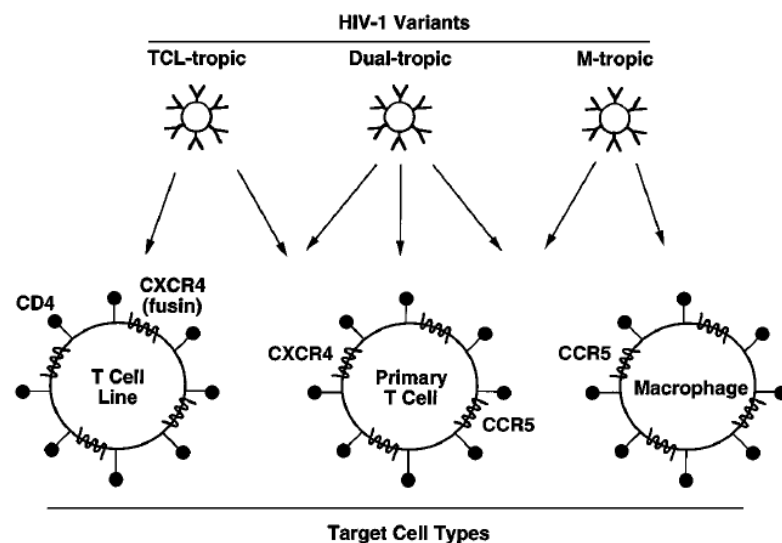 HIV-1 Variants
TCL-tropic
Dual-tropic
M-tropic
CD4
CXCR4
(fusin)
T Cell
Line
CXCR4
Primary
T Cell
CCR5
CCR5
Macrophage
Target Cell Types